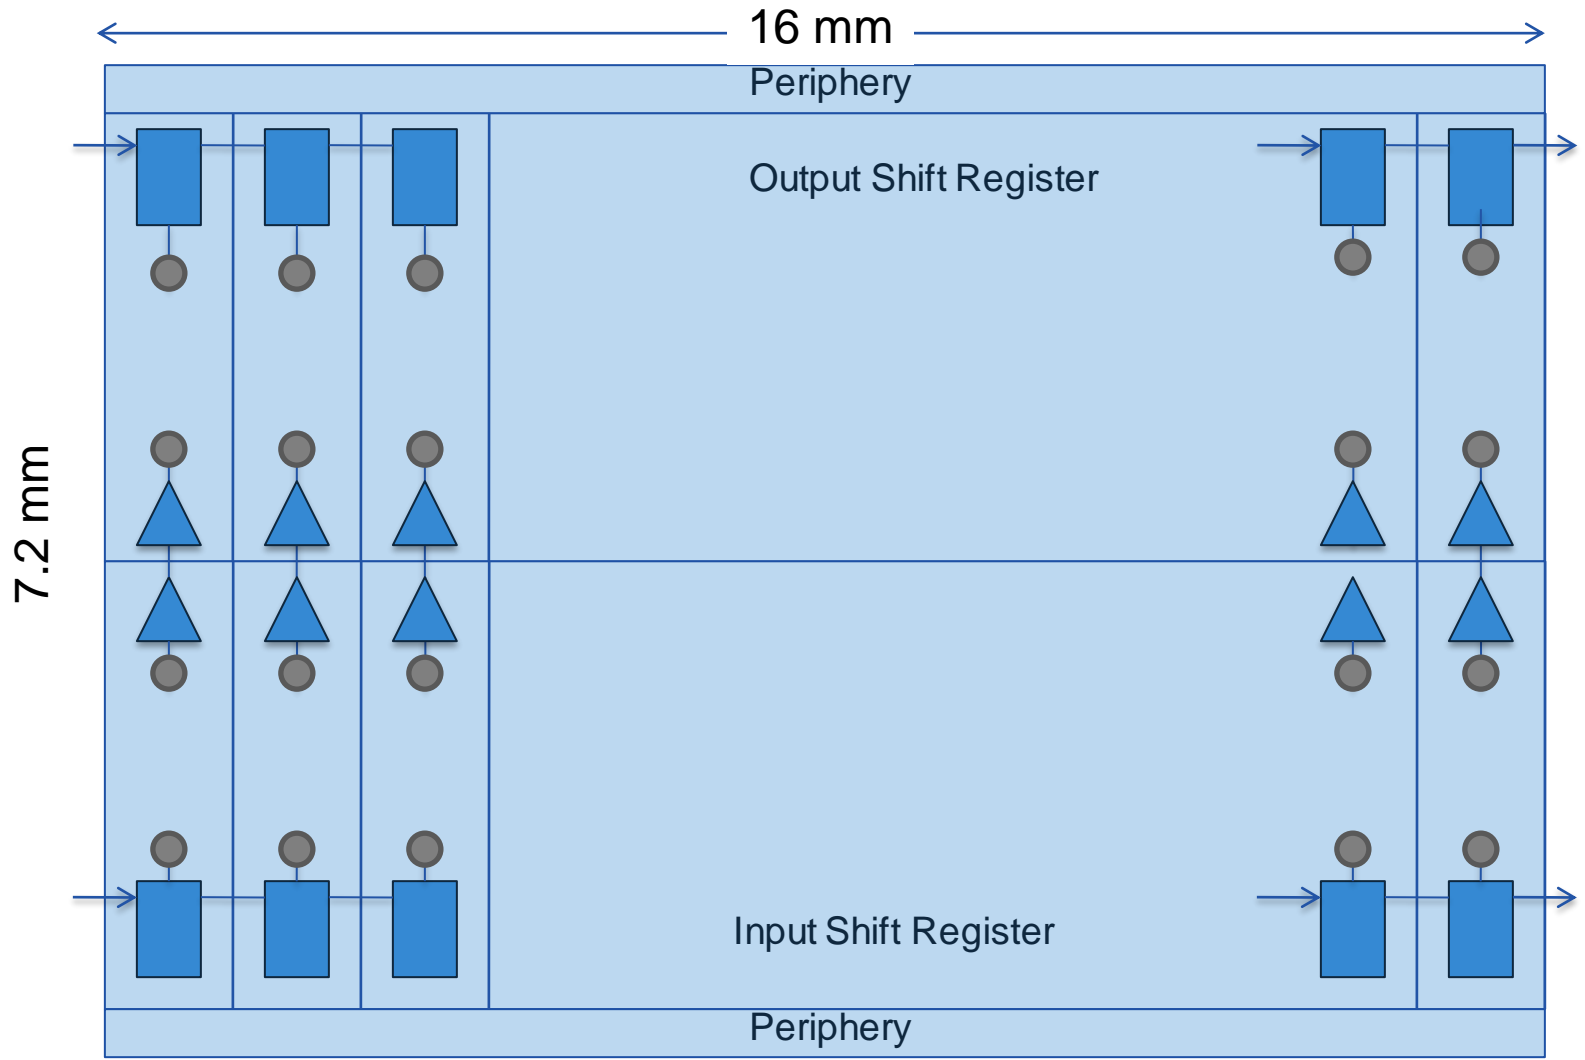 16 mm
Periphery
Output Shift Register
7.2 mm
Input Shift Register
Periphery